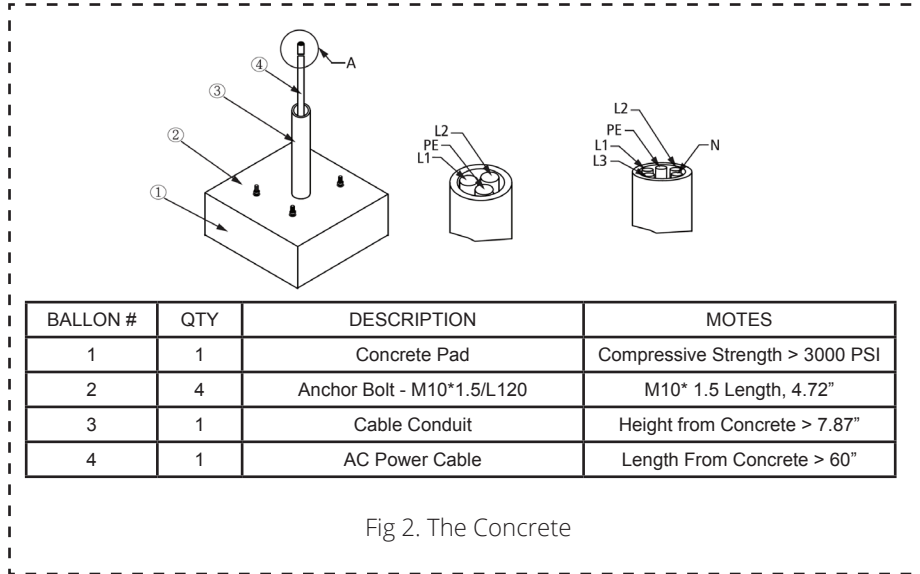 ④
A
③
②
①
L2
PE
L1
L2
PE
L1
L3
N
BALLON # QTY DESCRIPTION MOTES
1 1 Concrete Pad Compressive Strength > 3000 PSI
2 4 Anchor Bolt - M10*1.5/L120 M10* 1.5 Length, 4.72”
3 1 Cable Conduit Height from Concrete > 7.87”
4 1 AC Power Cable Length From Concrete > 60”
Fig 2. The Concrete